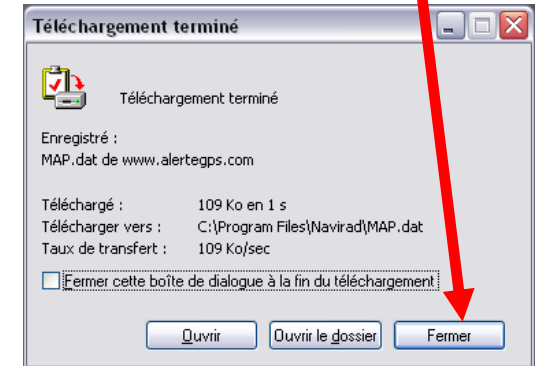 Téléchargement terminé
Téléchargement terminé
Enregistré :
MAP.dat de www.alertegps.com
Téléchargé : 109 Ko en 1 s
Télécharger vers : C:\Program Files\Navirad\MAP.dat
Taux de transfert : 109 Ko/sec
Fermer cette boîte de dialogue à la fin du téléchargement
Ouvrir Ouvrir le dossier Fermer